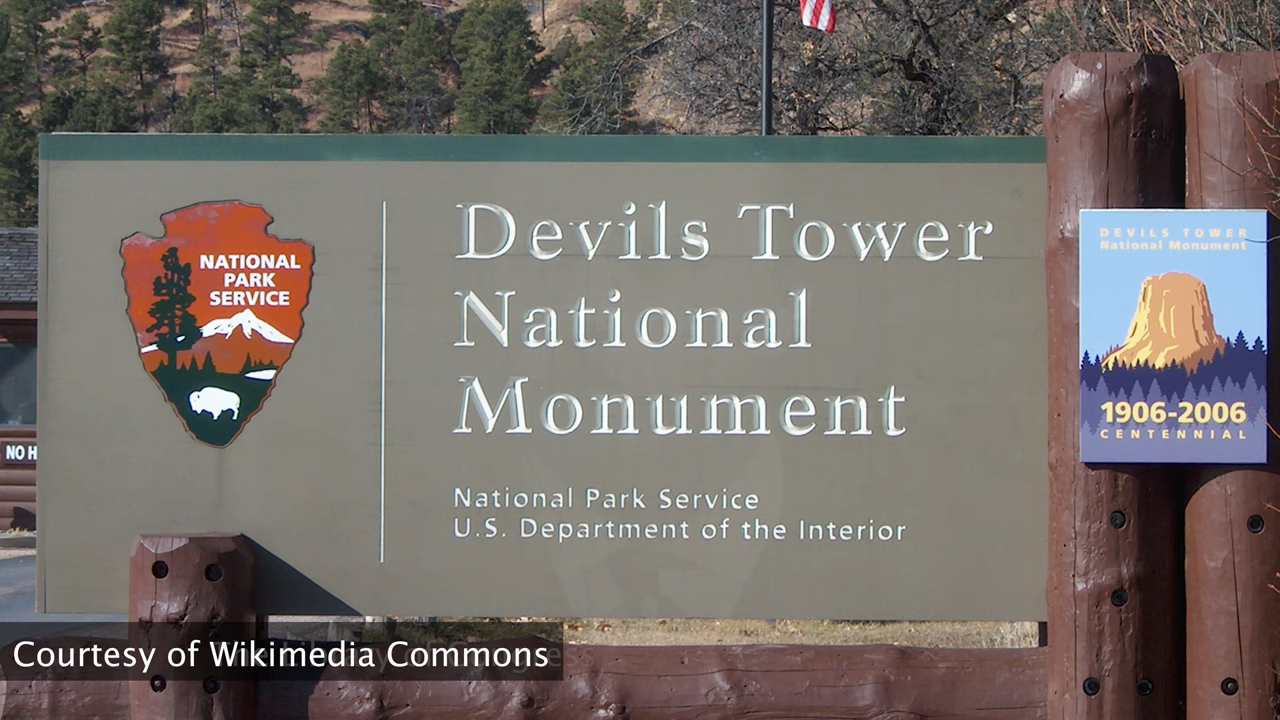 NATIONAL
PARK
SERVICE
Devils Tower
National
Monument
National Park Service
U.S. Department of the Interior
DEVILS TOWER
National Monument
1906-2006
CENTENNIAL
NO H
Courtesy of Wikimedia Commons